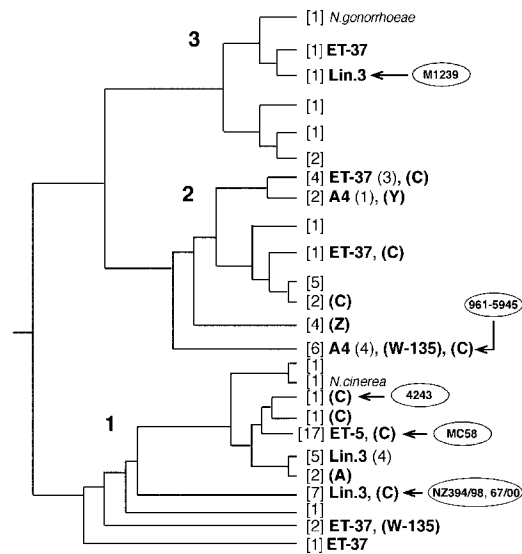 [1] N.gonorrhoeae
3
[1] ET-37
[1] Lin.3 M1239
[1]
[1]
[2]
[4] ET-37 (3), (C)
2 [2] A4 (1), (Y)
[1]
[1] ET-37, (C)
[5]
[2] (C)
961-5945
[4] (Z)
[6] A4 (4), (W-135), (C)
[1]
[1] N.cinerea
[1] (C) 4243
1 [1] (C)
[17] ET-5, (C) MC58
[5] Lin.3 (4)
[2] (A)
[7] Lin.3, (C) NZ394/98, 67/00
[1]
[2] ET-37, (W-135)
[1] ET-37